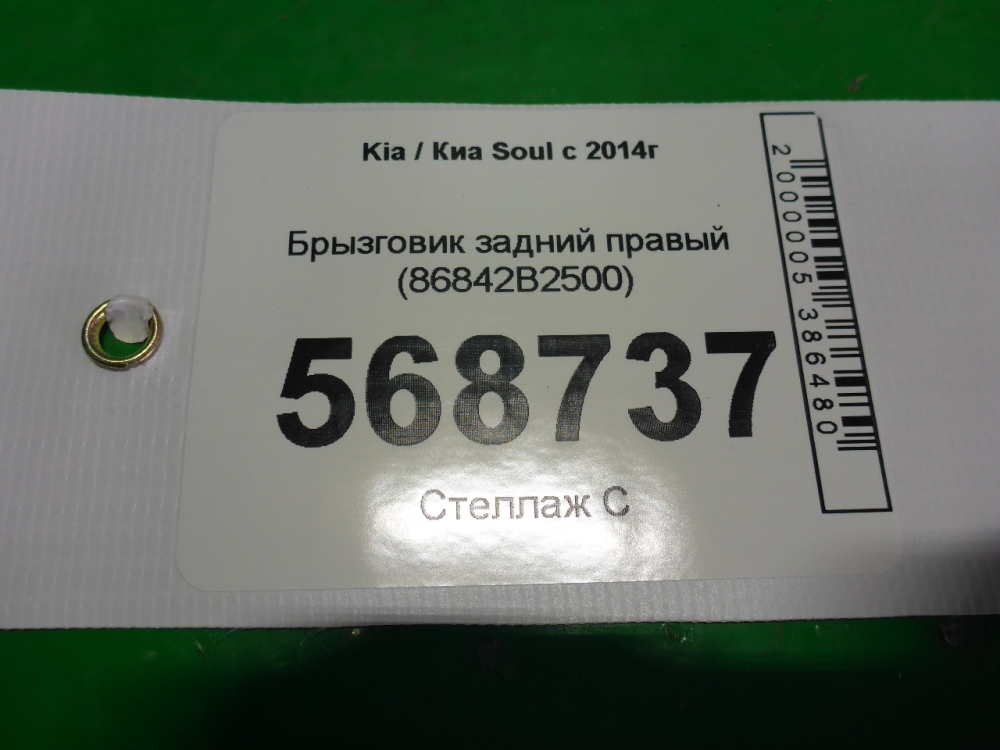 Kia / Киа Soul с 2014г
Брызговик задний правый
(86842B2500)
568737
Стеллаж С
2000005386480